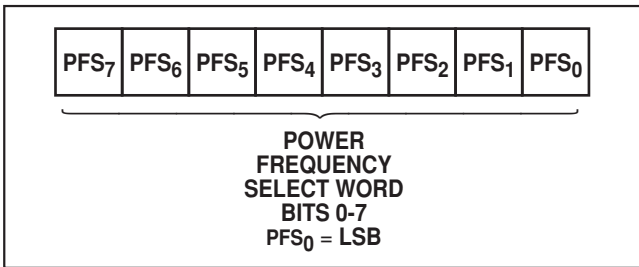 PFS7 PFS6 PFS5 PFS4 PFS3 PFS2 PFS1 PFS0
POWER
FREQUENCY
SELECT WORD
BITS 0-7
PFS0 = LSB